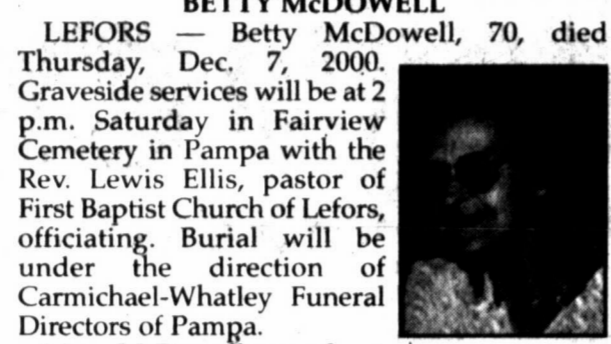 BETTY McDOWELL
LEFORS — Betty McDowell, 70, died
Thursday, Dec. 7, 2000.
Graveside services will be at 2
p.m. Saturday in Fairview
Cemetery in Pampa with the
Rev. Lewis Ellis, pastor of
First Baptist Church of Lefors,
officiating. Burial will be
under the direction of
Carmichael-Whatley Funeral
Directors of Pampa.